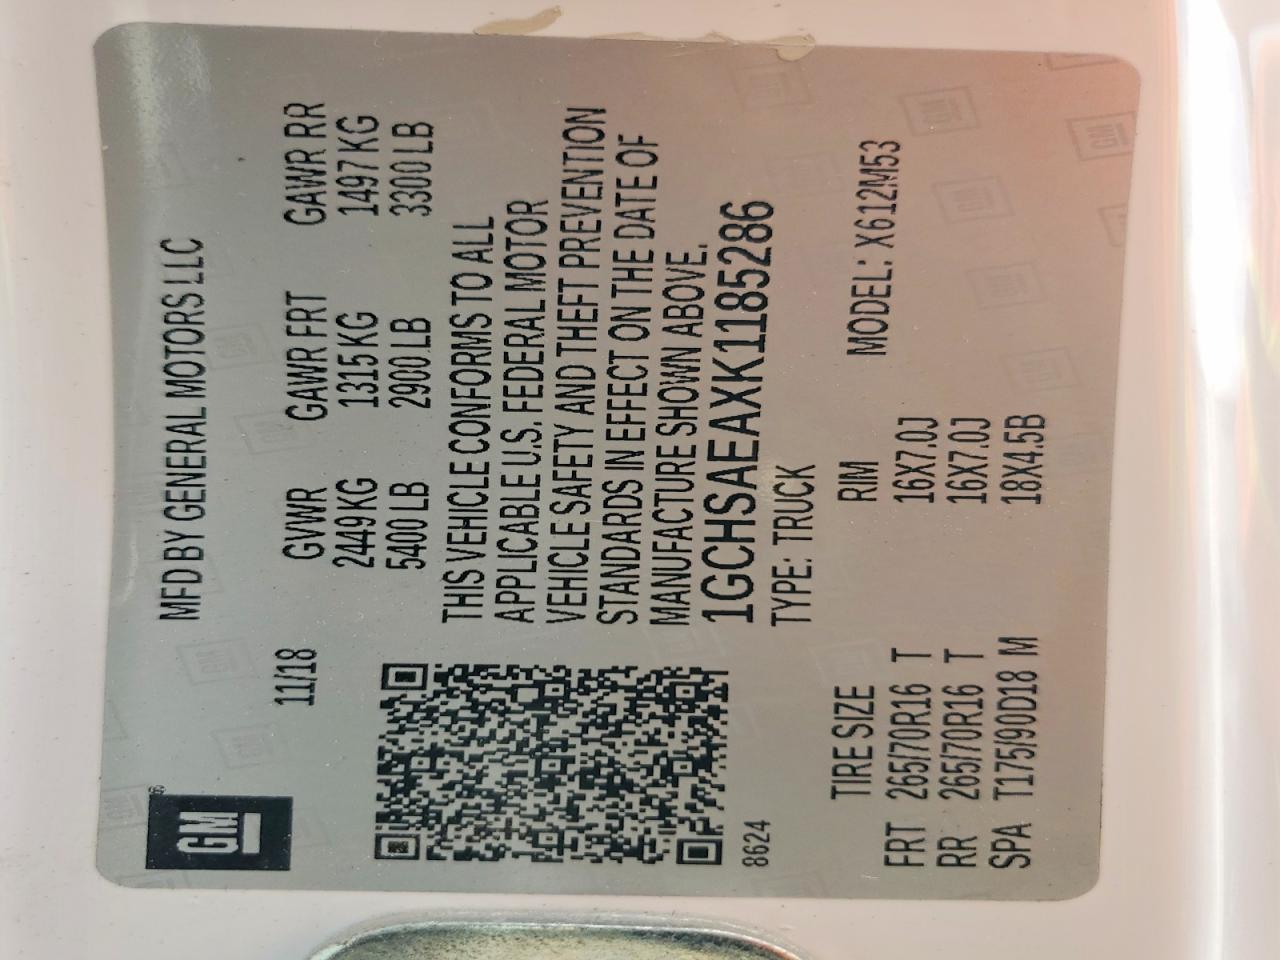 GM
MFD BY GENERAL MOTORS LLC
11/18
GVWR GAWR FRT GAWR RR
2449 KG 1315 KG 1497 KG
5400 LB 2900 LB 3300 LB
THIS VEHICLE CONFORMS TO ALL
APPLICABLE U.S. FEDERAL MOTOR
VEHICLE SAFETY AND THEFT PREVENTION
STANDARDS IN EFFECT ON THE DATE OF
MANUFACTURE SHOWN ABOVE.
1GCHSAEAXK1185286
8624 TYPE: TRUCK
TIRE SIZE RIM MODEL: X612M53
FRT 265/70R16 T 16X7.0J
RR 265/70R16 T 16X7.0J
SPA T175/90D18 M 18X4.5B